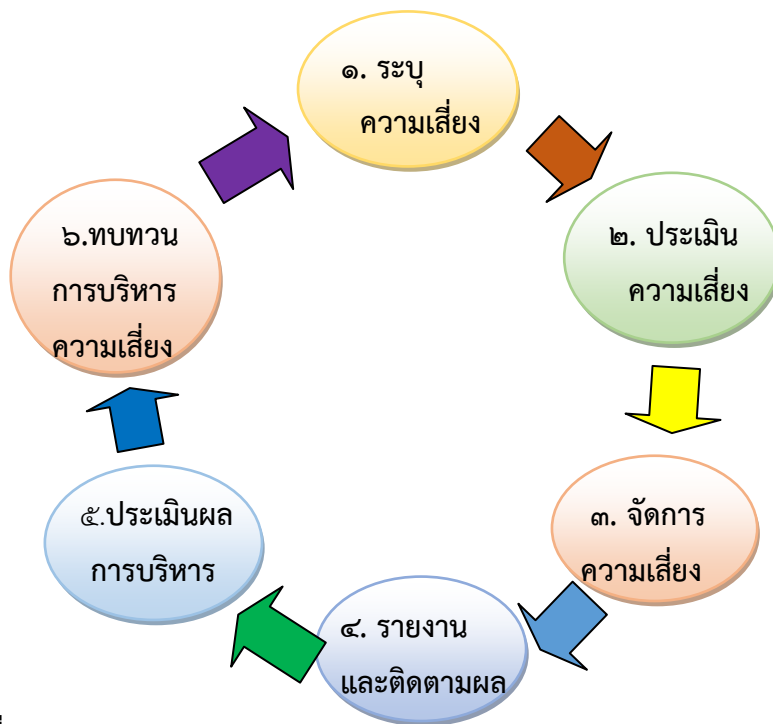 ๑. ระบุ
ความเสี่ยง
๒. ประเมิน
ความเสี่ยง
๓. จัดการ
ความเสี่ยง
๔. รายงาน
และติดตามผล
๕.ประเมินผล
การบริหาร
๖.ทบทวน
การบริหาร
ความเสี่ยง